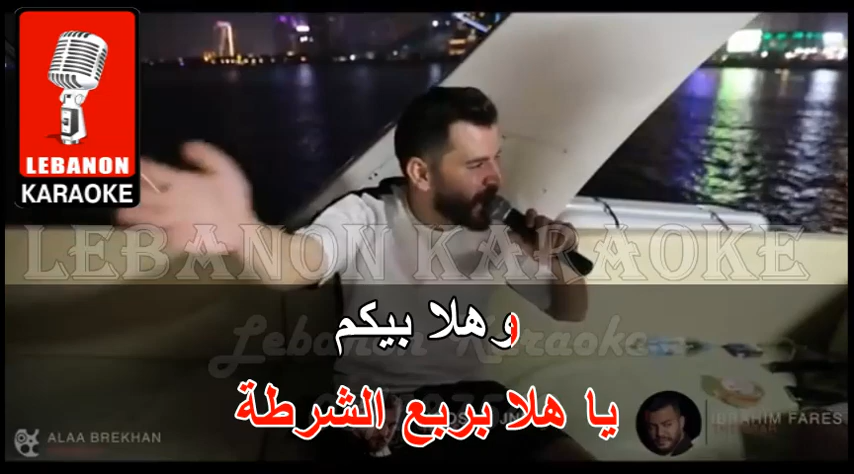 LEBANON
KARAOKE
LEBANON KARAOKE
وهلا بيكم
Lebanon Karaoke
يا هلا بربع الشرطة
ALAA BREKHAN
IBRAHIM FARES